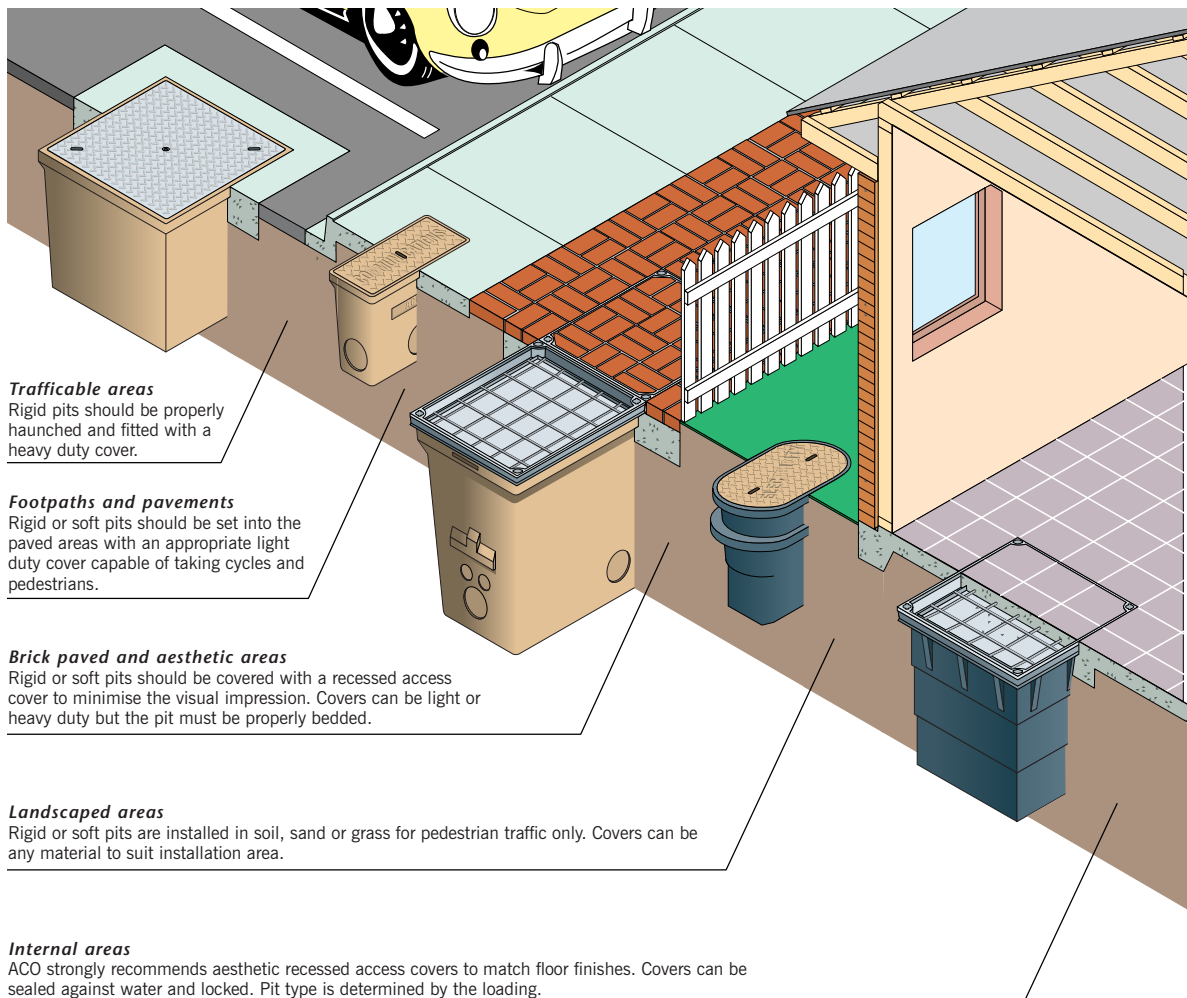 Trafficable areas
Rigid pits should be properly
haunched and fitted with a
heavy duty cover.
Footpaths and pavements
Rigid or soft pits should be set into the
paved areas with an appropriate light
duty cover capable of taking cycles and
pedestrians.
Brick paved and aesthetic areas
Rigid or soft pits should be covered with a recessed access
cover to minimise the visual impression. Covers can be light or
heavy duty but the pit must be properly bedded.
Landscaped areas
Rigid or soft pits are installed in soil, sand or grass for pedestrian traffic only. Covers can be
any material to suit installation area.
Internal areas
ACO strongly recommends aesthetic recessed access covers to match floor finishes. Covers can be
sealed against water and locked. Pit type is determined by the loading.